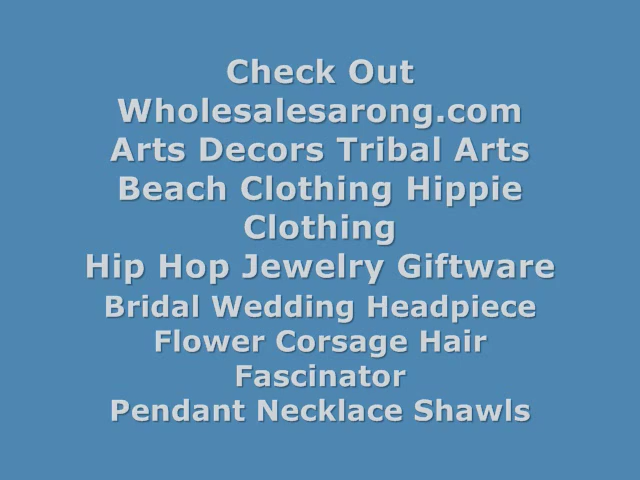 Check Out
Wholesalesarong.com
Arts Decors Tribal Arts
Beach Clothing Hippie
Clothing
Hip Hop Jewelry Giftware
Bridal Wedding Headpiece
Flower Corsage Hair
Fascinator
Pendant Necklace Shawls